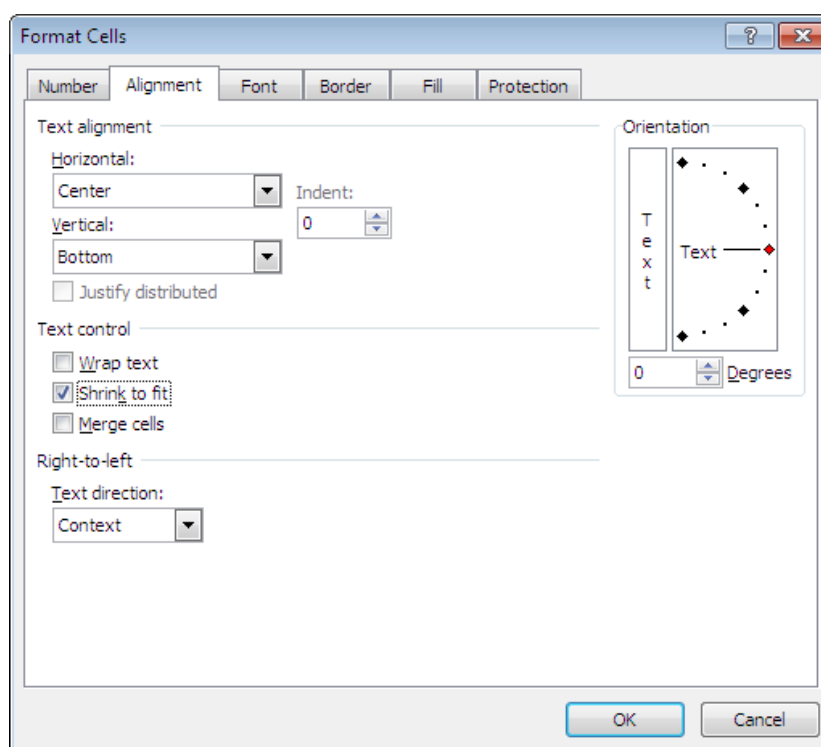 Format Cells
Number Alignment Font Border Fill Protection
Text alignment
Horizontal:
Center
Indent:
0
Vertical:
Bottom
Justify distributed
Text control
Wrap text
Shrink to fit
Merge cells
Right-to-left
Text direction:
Context
Orientation
T
e
x
t
Text
0 Degrees
OK Cancel